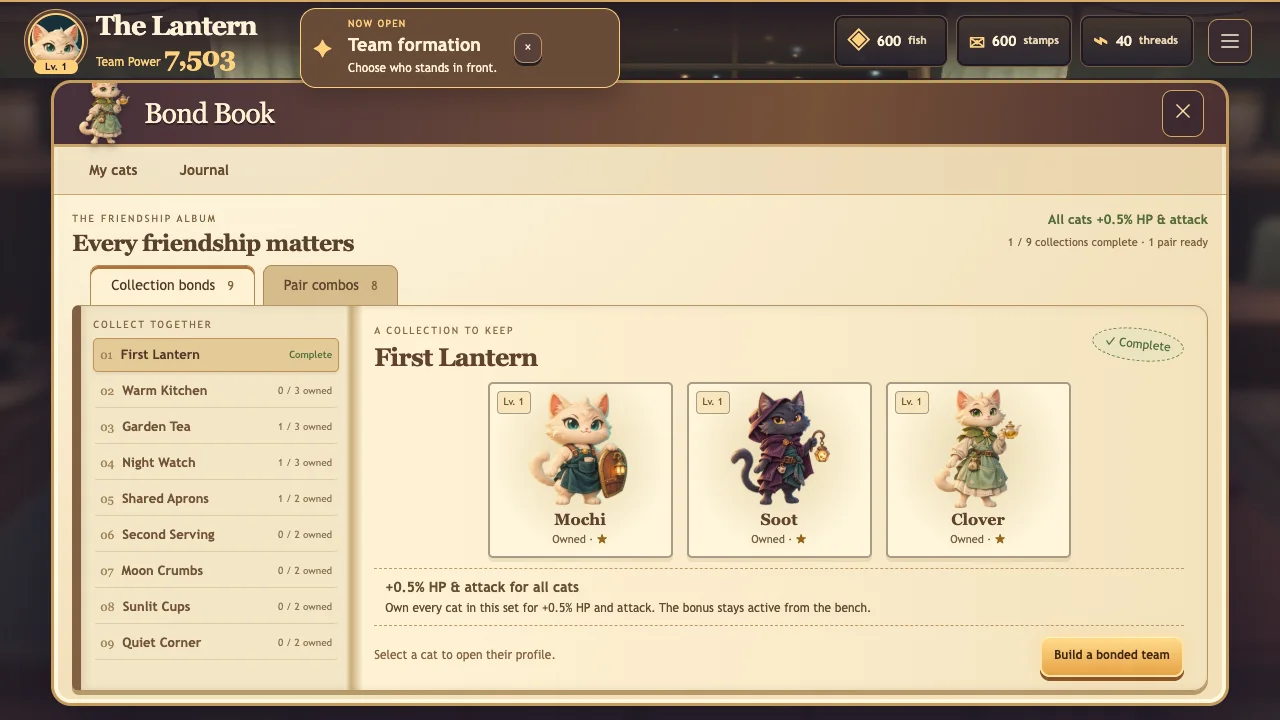 The Lantern
Lv. 1
Team Power 7,503
NOW OPEN
Team formation
Choose who stands in front.
×
600 fish
600 stamps
40 threads
Bond Book
My cats
Journal
THE FRIENDSHIP ALBUM
Every friendship matters
All cats +0.5% HP & attack
1 / 9 collections complete · 1 pair ready
Collection bonds 9
Pair combos 8
COLLECT TOGETHER
01 First Lantern Complete
02 Warm Kitchen 0 / 3 owned
03 Garden Tea 1 / 3 owned
04 Night Watch 1 / 3 owned
05 Shared Aprons 1 / 2 owned
06 Second Serving 0 / 2 owned
07 Moon Crumbs 0 / 2 owned
08 Sunlit Cups 0 / 2 owned
09 Quiet Corner 0 / 2 owned
A COLLECTION TO KEEP
First Lantern
✓ Complete
Lv. 1
Mochi
Owned · ★
Lv. 1
Soot
Owned · ★
Lv. 1
Clover
Owned · ★
+0.5% HP & attack for all cats
Own every cat in this set for +0.5% HP and attack. The bonus stays active from the bench.
Select a cat to open their profile.
Build a bonded team